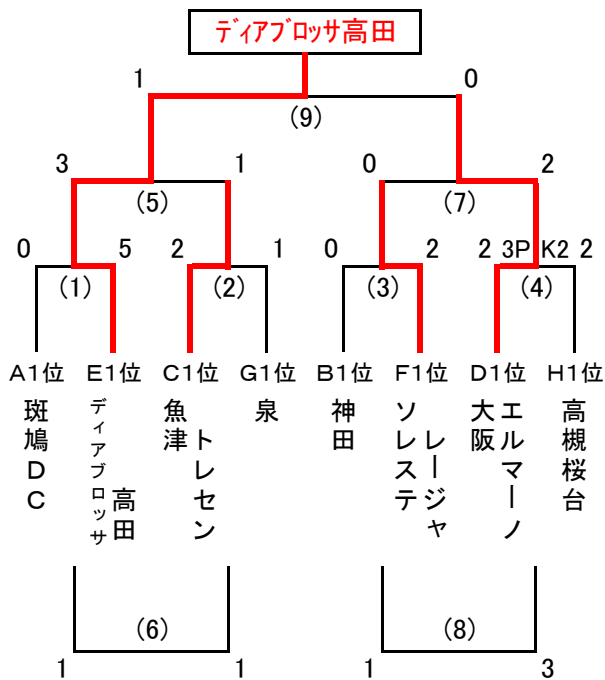 ディアブロッサ高田
1 0
(9)
3 1 0 2
(5) (7)
0 5 2 1 0 2 2 3PK2 2
(1) (2) (3) (4)
A1位 E1位 C1位 G1位 B1位 F1位 D1位 H1位
斑鳩DC
ディアブロッサ
高田
魚津
トレセン
泉
神田
ソレステ
レージャ
大阪
エルマーノ
高槻桜台
(6) (8)
1 1 1 3